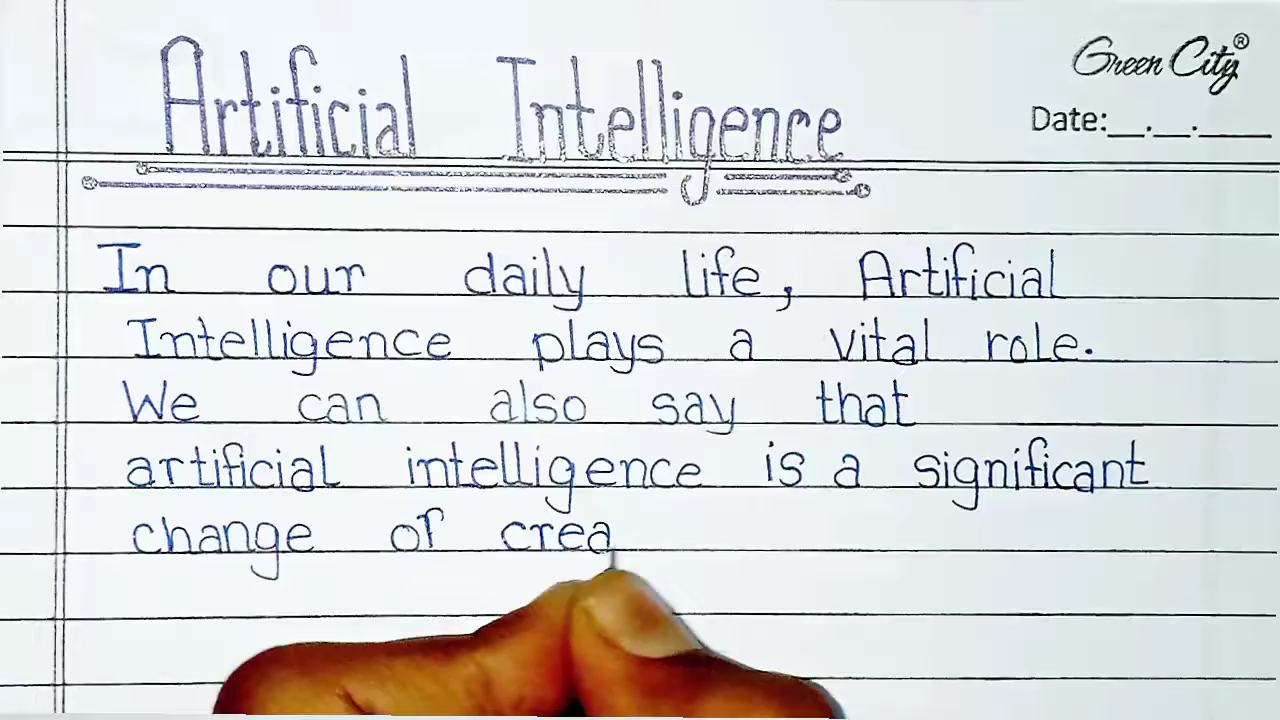 Artificial Intelligence
Green City®
Date:__.__.____
In our daily life, Artificial
Intelligence plays a vital role.
We can also say that
artificial intelligence is a significant
change of crea